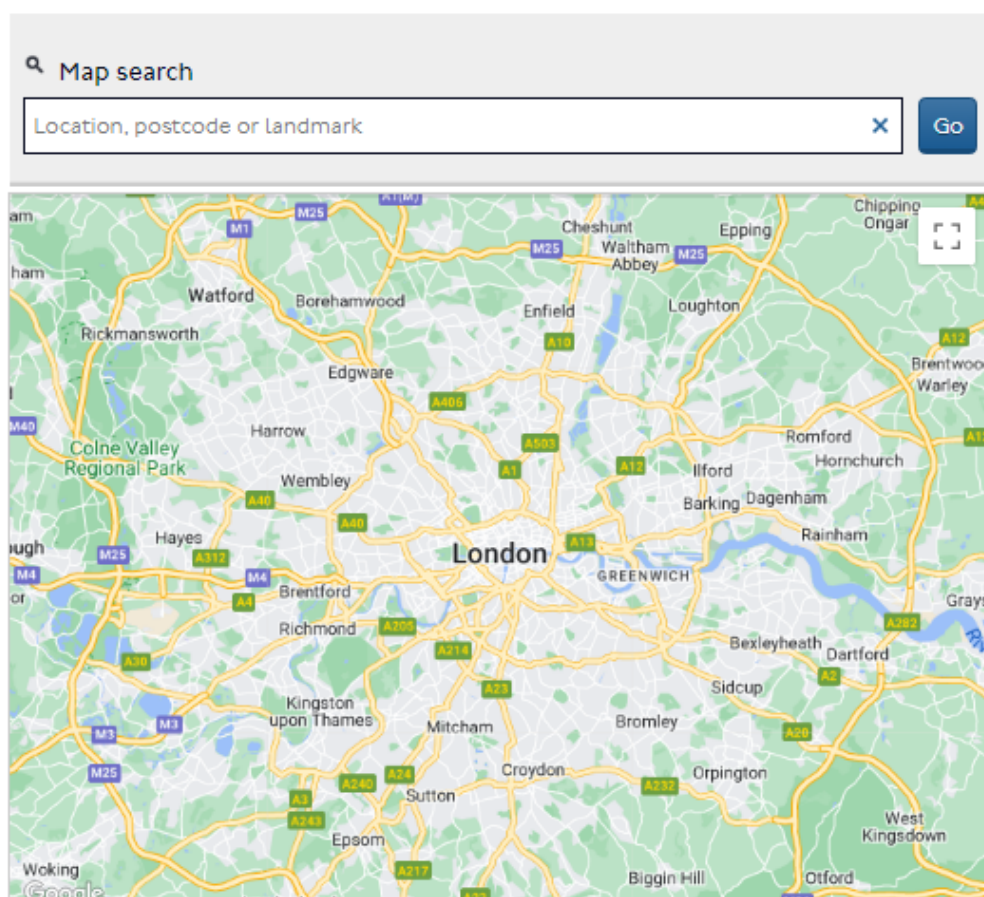 Map search
Location, postcode or landmark
Go
M25
Chipping
Ongar
M1
Cheshunt
Epping
M25
Waltham
Abbey
M25
Watford
Borehamwood
Enfield
Loughton
Rickmansworth
A10
A12
Edgware
Warley
A406
M40
Harrow
A503
Romford
Colne Valley
Regional Park
A1
A12
Ilford
Hornchurch
Wembley
A40
Barking
Dagenham
A40
Hayes
A312
M25
London
A13
Rainham
M4
M4
GREENWICH
Brentford
A4
Richmond
A205
A282
A214
Bexleyheath
Dartford
A30
A2
Sidcup
A23
Kingston
upon Thames
M3
M3
Mitcham
Bromley
A20
M25
Croydon
Orpington
A240
A24
A232
A3
Sutton
A243
West
Kingsdown
Epsom
Woking
A217
Biggin Hill
Otford
Google